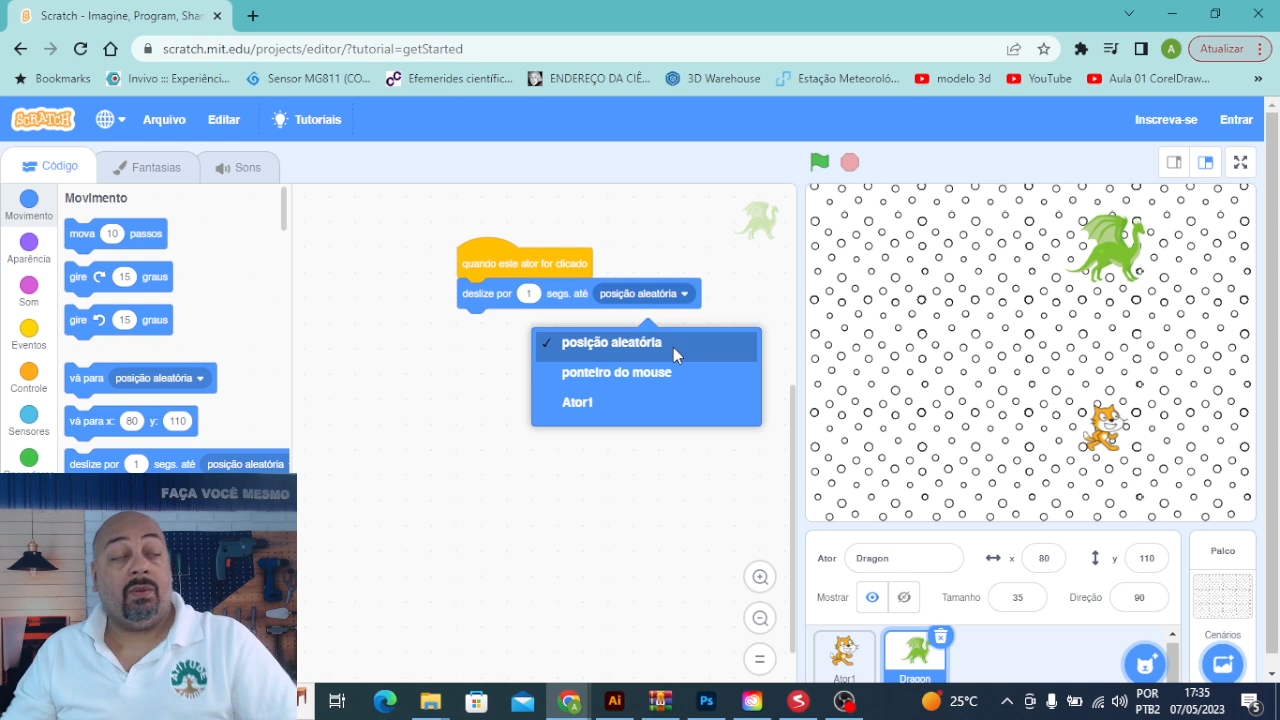 Scratch - Imagine, Program, Shar
scratch.mit.edu/projects/editor/?tutorial=getStarted
A
Atualizar
Bookmarks
Invivo ::: Experiênci...
Sensor MG811 (CO...
Efemerides científic...
ENDEREÇO DA CIÊ...
3D Warehouse
Estação Meteoroló...
modelo 3d
YouTube
Aula 01 CorelDraw...
»
SCRATCH
Arquivo
Editar
Tutoriais
Inscreva-se
Entrar
Código
Fantasias
Sons
Movimento
Aparência
Som
Eventos
Controle
Sensores
Movimento
mova 10 passos
gire 15 graus
gire 15 graus
vá para posição aleatória
vá para x: 80 y: 110
deslize por 1 segs. até posição aleatória
quando este ator for clicado
deslize por 1 segs. até posição aleatória
✓ posição aleatória
ponteiro do mouse
Ator1
Ator Dragon x 80 y 110
Mostrar Tamanho 35 Direção 90
Ator1
Dragon
Palco
Cenários
FAÇA VOCÊ MESMO
Ai
Ps
S
25°C
POR
PTB2
17:35
07/05/2023
5